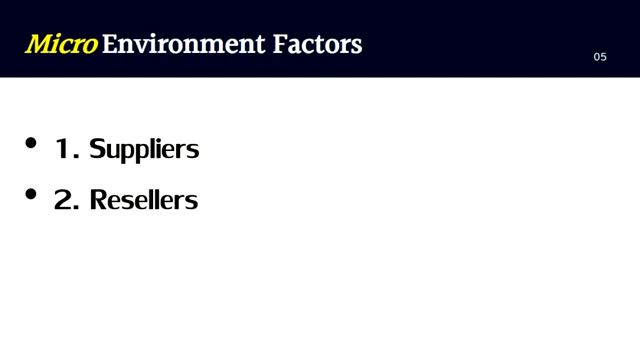 Micro Environment Factors
05
• 1. Suppliers
• 2. Resellers